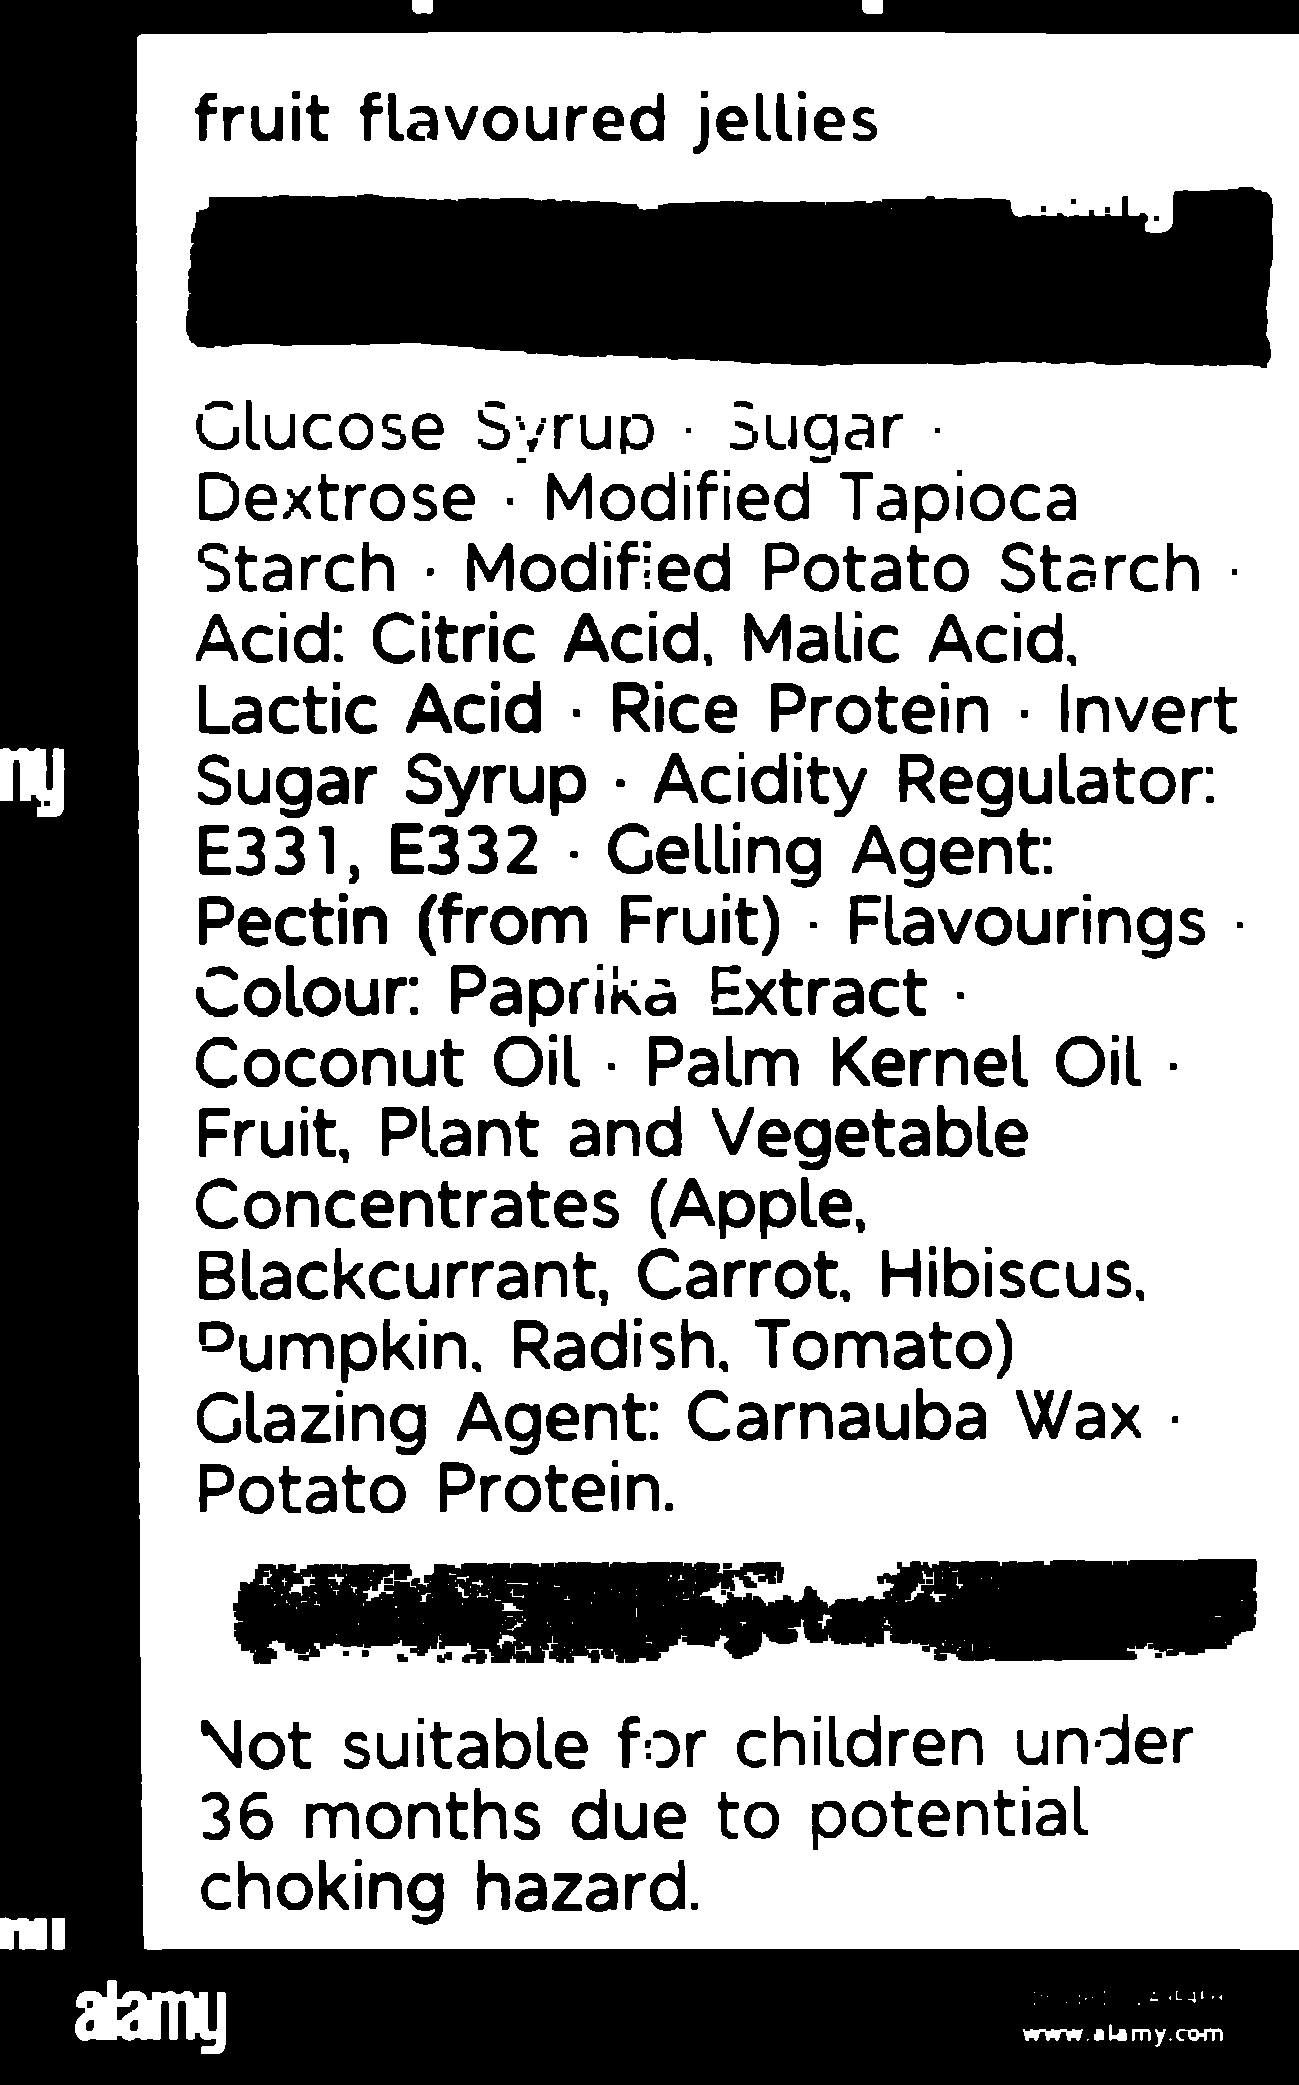 fruit flavoured jellies
Glucose Syrup · Sugar ·
Dextrose · Modified Tapioca
Starch · Modified Potato Starch ·
Acid: Citric Acid, Malic Acid,
Lactic Acid · Rice Protein · Invert
Sugar Syrup · Acidity Regulator:
E331, E332 · Gelling Agent:
Pectin (from Fruit) · Flavourings ·
Colour: Paprika Extract ·
Coconut Oil · Palm Kernel Oil ·
Fruit, Plant and Vegetable
Concentrates (Apple,
Blackcurrant, Carrot, Hibiscus,
Pumpkin, Radish, Tomato)
Glazing Agent: Carnauba Wax ·
Potato Protein.
Not suitable for children under
36 months due to potential
choking hazard.
alamy
www.alamy.com